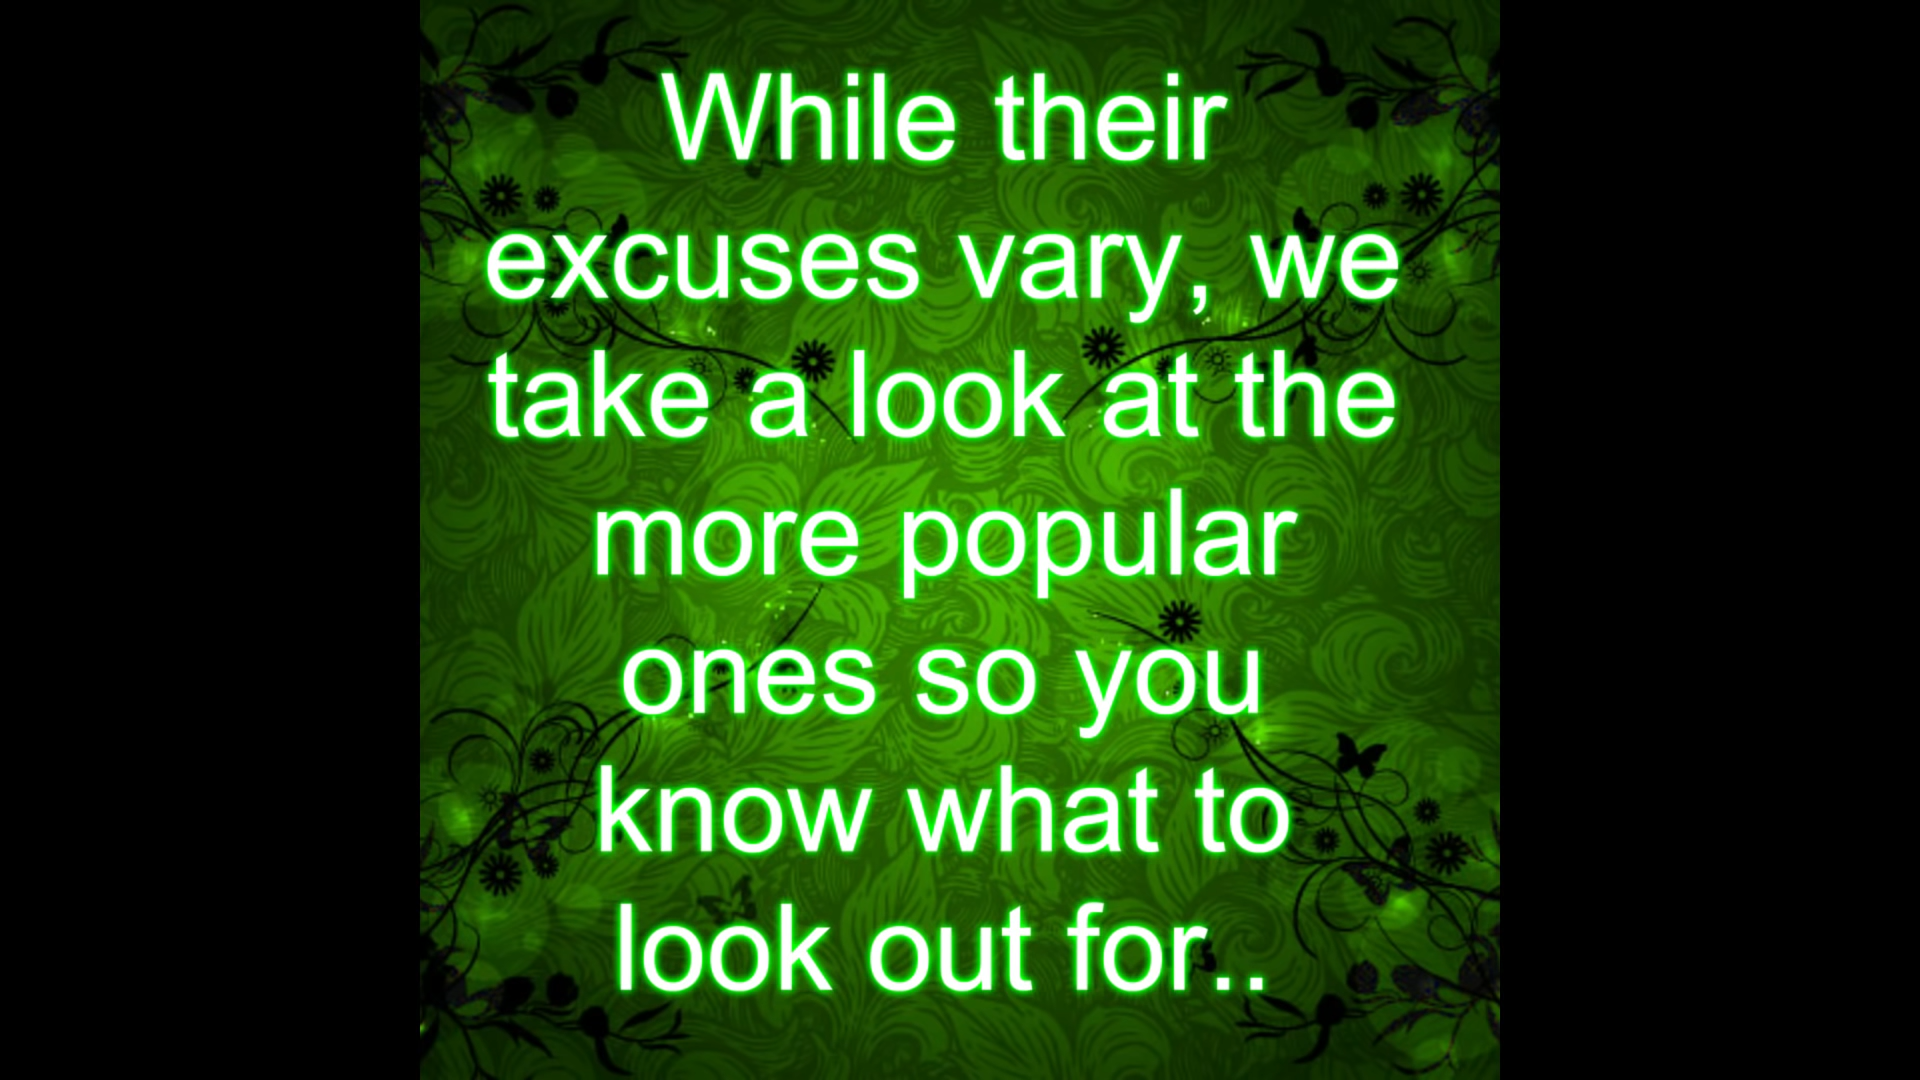 While their
excuses vary, we
take a look at the
more popular
ones so you
know what to
look out for..